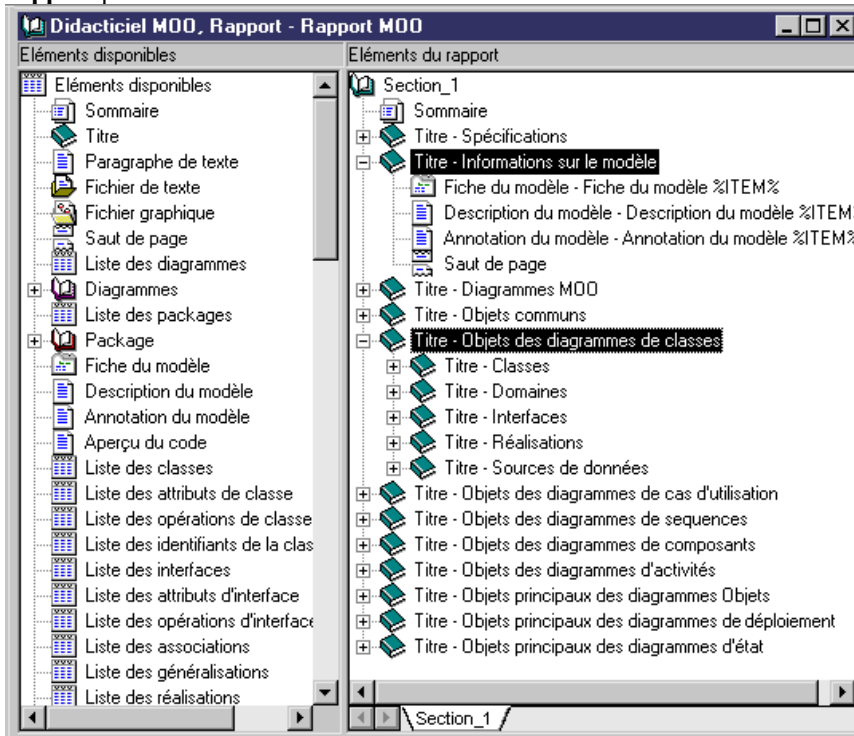 Didacticiel MOO, Rapport - Rapport MOO
Eléments disponibles
Eléments disponibles
Sommaire
Titre
Paragraphe de texte
Fichier de texte
Fichier graphique
Saut de page
Liste des diagrammes
Diagrammes
Liste des packages
Package
Fiche du modèle
Description du modèle
Annotation du modèle
Aperçu du code
Liste des classes
Liste des attributs de classe
Liste des opérations de classe
Liste des identifiants de la clas
Liste des interfaces
Liste des attributs d'interface
Liste des opérations d'interface
Liste des associations
Liste des généralisations
Liste des réalisations
Eléments du rapport
Section_1
Sommaire
Titre - Spécifications
Titre - Informations sur le modèle
Fiche du modèle - Fiche du modèle %ITEM%
Description du modèle - Description du modèle %ITEM
Annotation du modèle - Annotation du modèle %ITEM%
Saut de page
Titre - Diagrammes MOO
Titre - Objets communs
Titre - Objets des diagrammes de classes
Titre - Classes
Titre - Domaines
Titre - Interfaces
Titre - Réalisations
Titre - Sources de données
Titre - Objets des diagrammes de cas d'utilisation
Titre - Objets des diagrammes de sequences
Titre - Objets des diagrammes de composants
Titre - Objets des diagrammes d'activités
Titre - Objets principaux des diagrammes Objets
Titre - Objets principaux des diagrammes de déploiement
Titre - Objets principaux des diagrammes d'état
Section_1